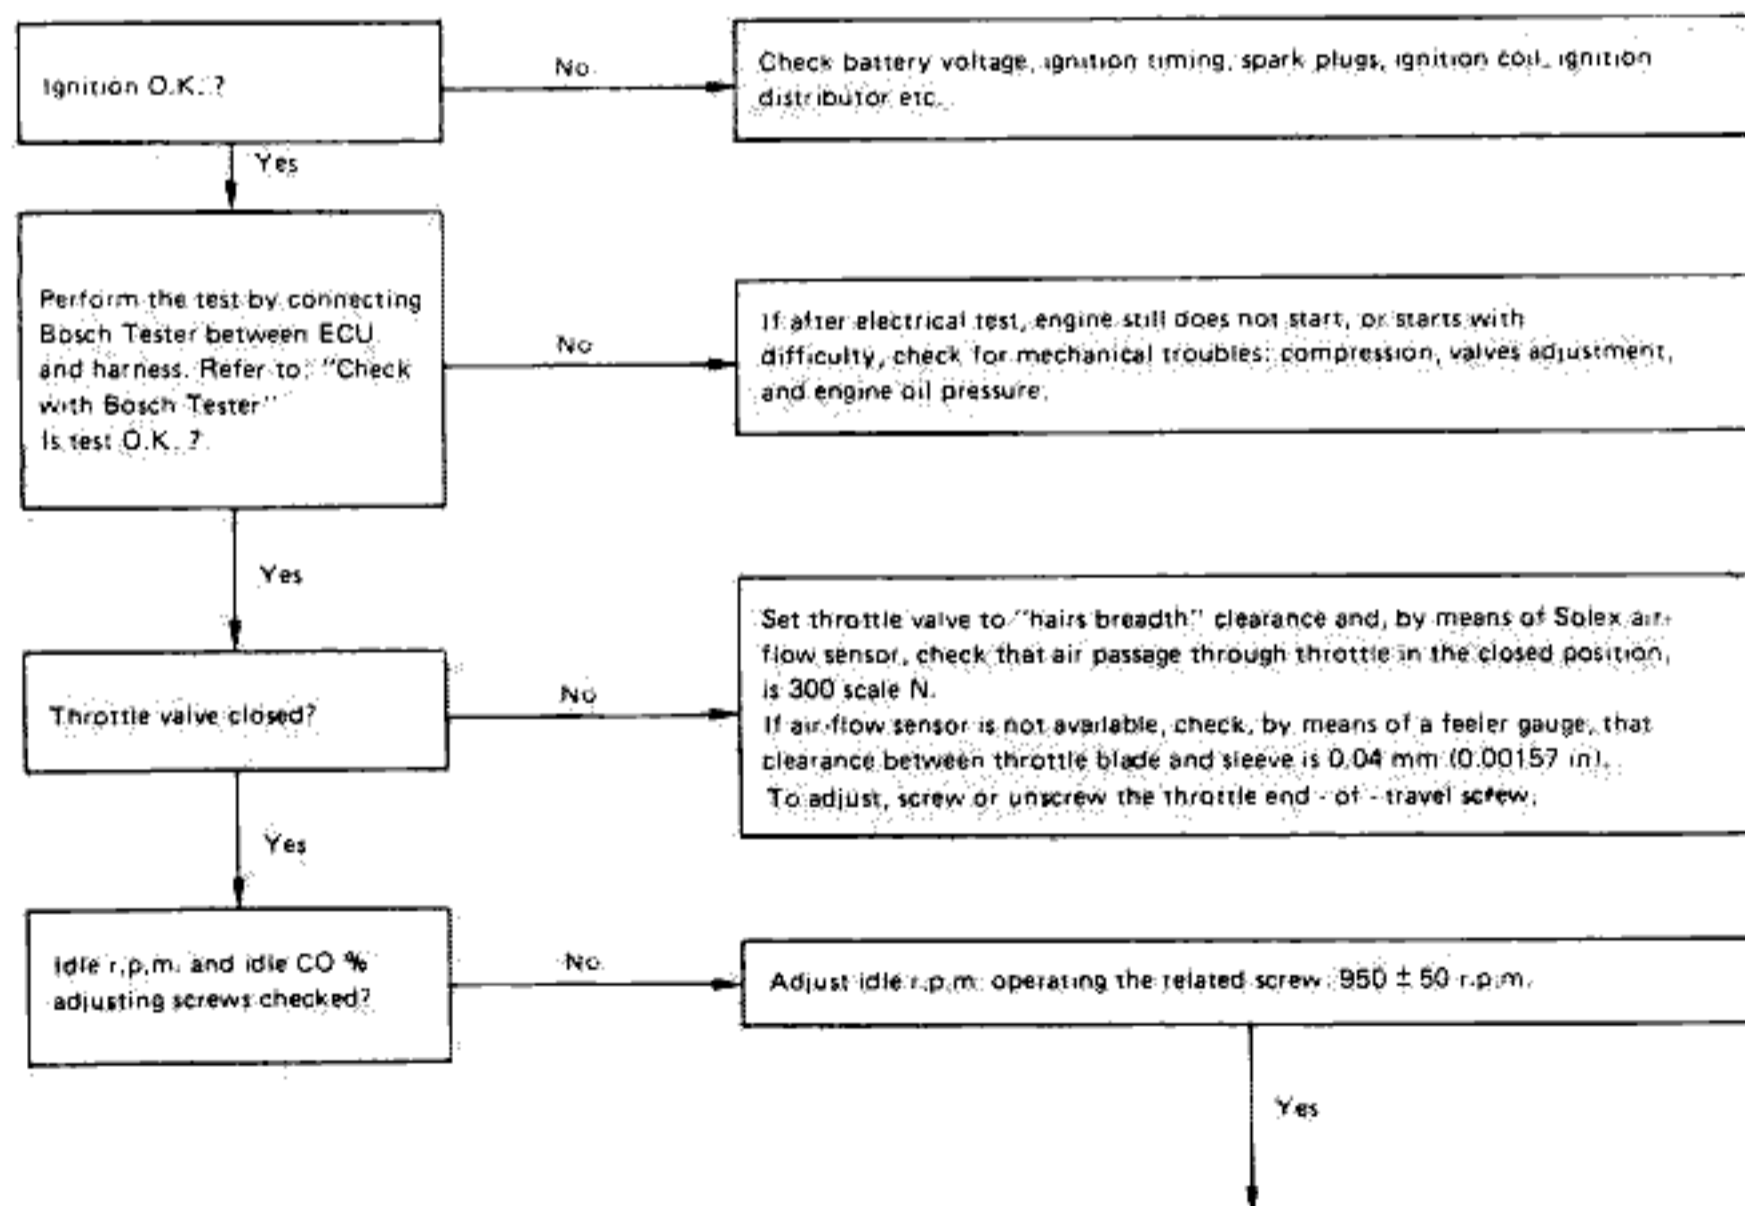 Ignition O.K. ?
No
Check battery voltage, ignition timing, spark plugs, ignition coil, ignition
distributor etc.
Yes
Perform the test by connecting
Bosch Tester between ECU
and harness. Refer to: "Check
with Bosch Tester"
Is test O.K. ?
No
If after electrical test, engine still does not start, or starts with
difficulty, check for mechanical troubles: compression, valves adjustment,
and engine oil pressure.
Yes
Throttle valve closed?
No
Set throttle valve to "hairs breadth" clearance and, by means of Solex air-
flow sensor, check that air passage through throttle in the closed position,
is 300 scale N.
If air-flow sensor is not available, check, by means of a feeler gauge, that
clearance between throttle blade and sleeve is 0.04 mm (0.00157 in).
To adjust, screw or unscrew the throttle end - of - travel screw.
Yes
Idle r.p.m. and idle CO %
adjusting screws checked?
No
Adjust idle r.p.m. operating the related screw: 950 ± 50 r.p.m.
Yes